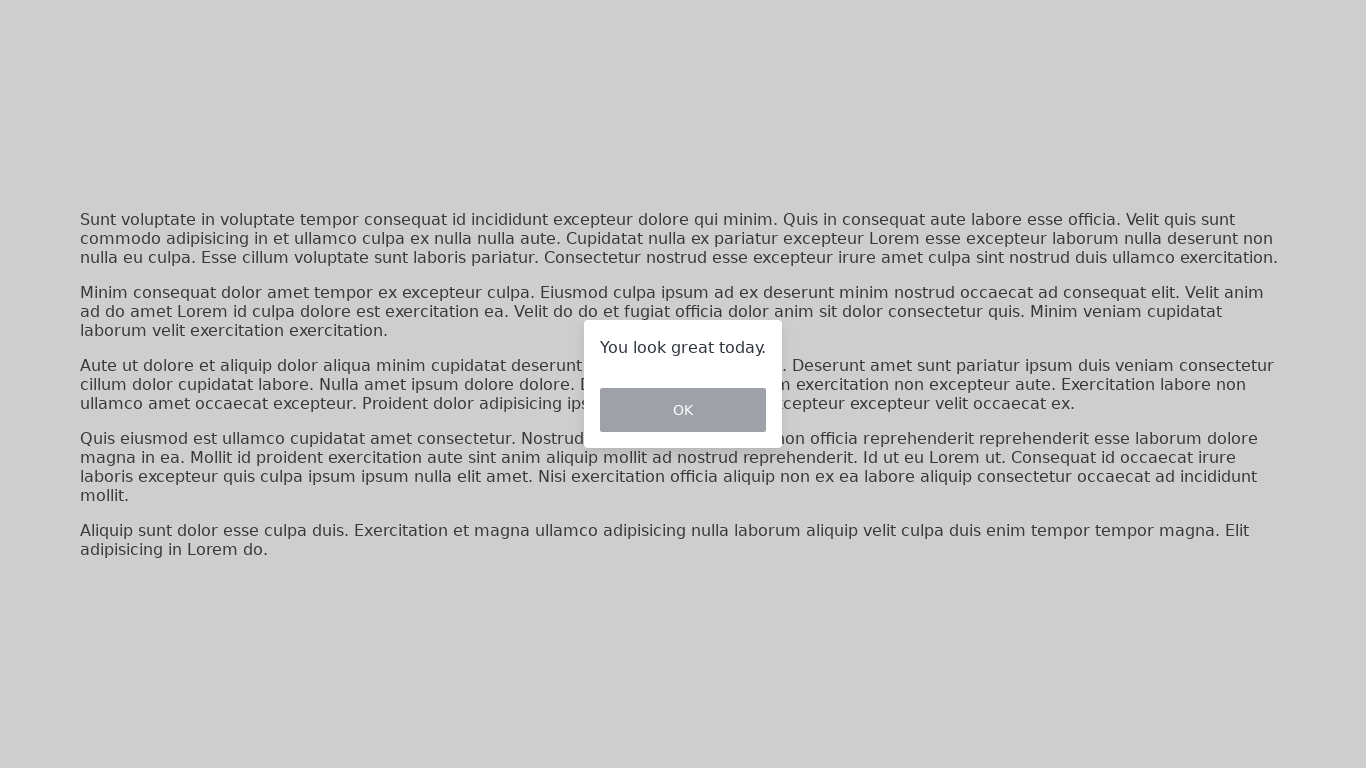 Sunt voluptate in voluptate tempor consequat id incididunt excepteur dolore qui minim. Quis in consequat aute labore esse officia. Velit quis sunt
commodo adipisicing in et ullamco culpa ex nulla nulla aute. Cupidatat nulla ex pariatur excepteur Lorem esse excepteur laborum nulla deserunt non
nulla eu culpa. Esse cillum voluptate sunt laboris pariatur. Consectetur nostrud esse excepteur irure amet culpa sint nostrud duis ullamco exercitation.
Minim consequat dolor amet tempor ex excepteur culpa. Eiusmod culpa ipsum ad ex deserunt minim nostrud occaecat ad consequat elit. Velit anim
ad do amet Lorem id culpa dolore est exercitation ea. Velit do do et fugiat officia dolor anim sit dolor consectetur quis. Minim veniam cupidatat
laborum velit exercitation exercitation.
You look great today.
OK
Aute ut dolore et aliquip dolor aliqua minim cupidatat deserunt . Deserunt amet sunt pariatur ipsum duis veniam consectetur
cillum dolor cupidatat labore. Nulla amet ipsum dolore dolore. exercitation non excepteur aute. Exercitation labore non
ullamco amet occaecat excepteur. Proident dolor adipisicing excepteur velit occaecat ex.
Quis eiusmod est ullamco cupidatat amet consectetur. Nostrud non officia reprehenderit reprehenderit esse laborum dolore
magna in ea. Mollit id proident exercitation aute sint anim aliquip mollit ad nostrud reprehenderit. Id ut eu Lorem ut. Consequat id occaecat irure
laboris excepteur quis culpa ipsum ipsum nulla elit amet. Nisi exercitation officia aliquip non ex ea labore aliquip consectetur occaecat ad incididunt
mollit.
Aliquip sunt dolor esse culpa duis. Exercitation et magna ullamco adipisicing nulla laborum aliquip velit culpa duis enim tempor tempor magna. Elit
adipisicing in Lorem do.